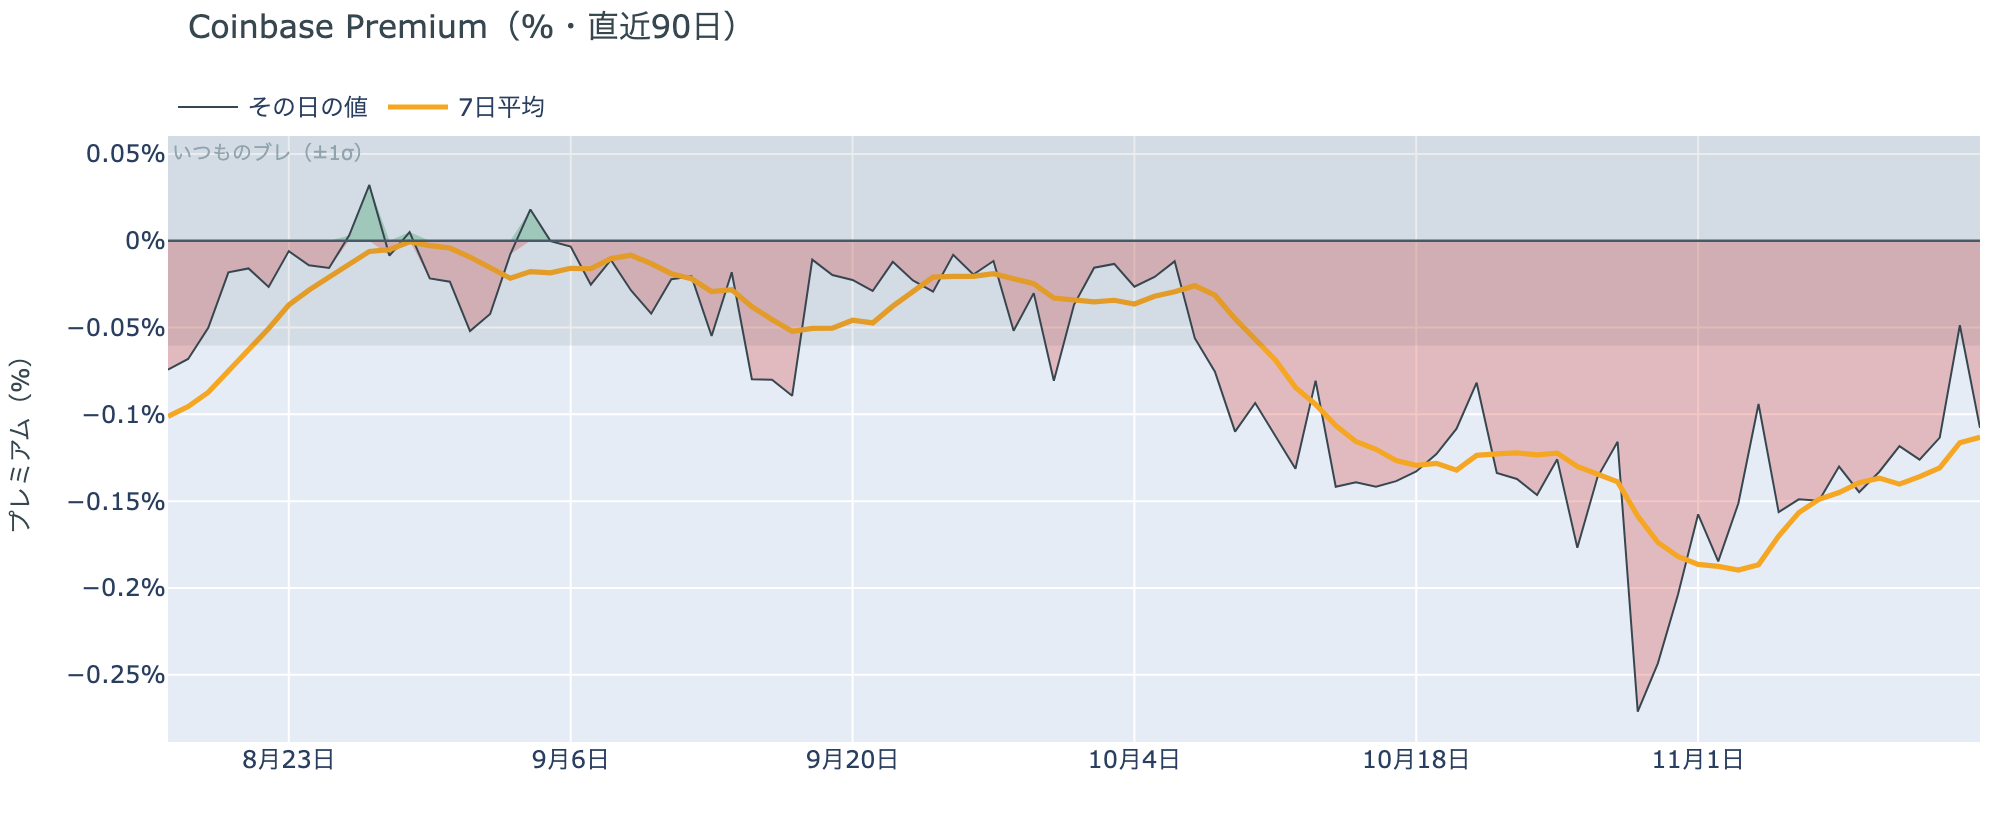 Coinbase Premium（%・直近90日）
その日の値 7日平均
いつものブレ（±1σ）
プレミアム（%）
0.05%
0%
−0.05%
−0.1%
−0.15%
−0.2%
−0.25%
8月23日 9月6日 9月20日 10月4日 10月18日 11月1日